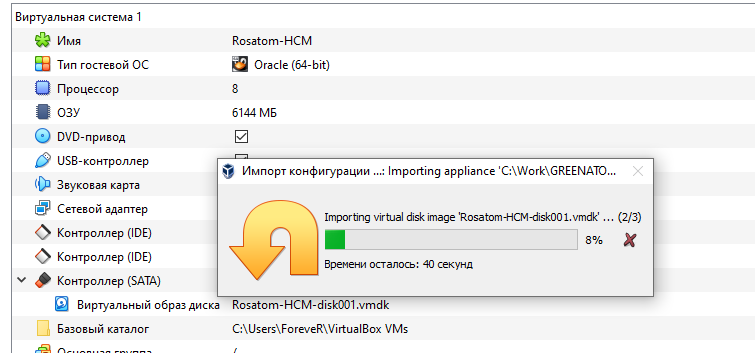 Виртуальная система 1
Имя Rosatom-HCM
Тип гостевой ОС Oracle (64-bit)
Процессор 8
ОЗУ 6144 МБ
DVD-привод
USB-контроллер
Импорт конфигурации ...: Importing appliance 'C:\Work\GREENATO...
Звуковая карта
Сетевой адаптер
Importing virtual disk image 'Rosatom-HCM-disk001.vmdk' ... (2/3)
Контроллер (IDE)
8%
Контроллер (IDE)
Времени осталось: 40 секунд
Контроллер (SATA)
Виртуальный образ диска Rosatom-HCM-disk001.vmdk
Базовый каталог C:\Users\ForeveR\VirtualBox VMs
Основная группа /